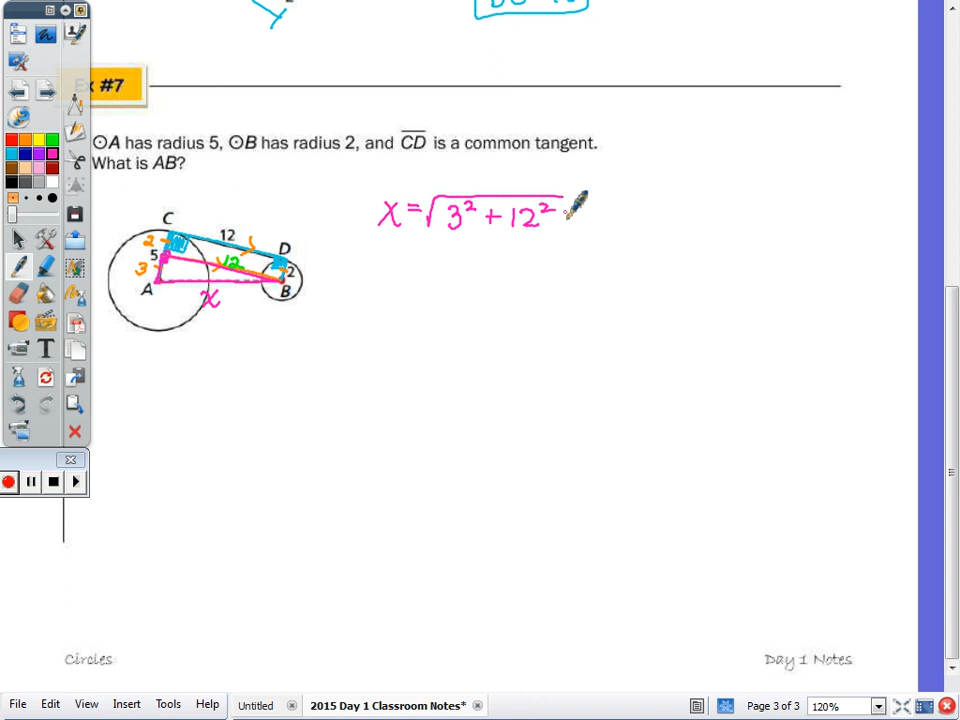 Ex #7
⊙A has radius 5, ⊙B has radius 2, and CD is a common tangent.
What is AB?
x = √3² + 12²
C
12
D
2
5
3
12
2
A
B
x
Circles
Day 1 Notes
File Edit View Insert Tools Help Untitled 2015 Day 1 Classroom Notes* Page 3 of 3 120%